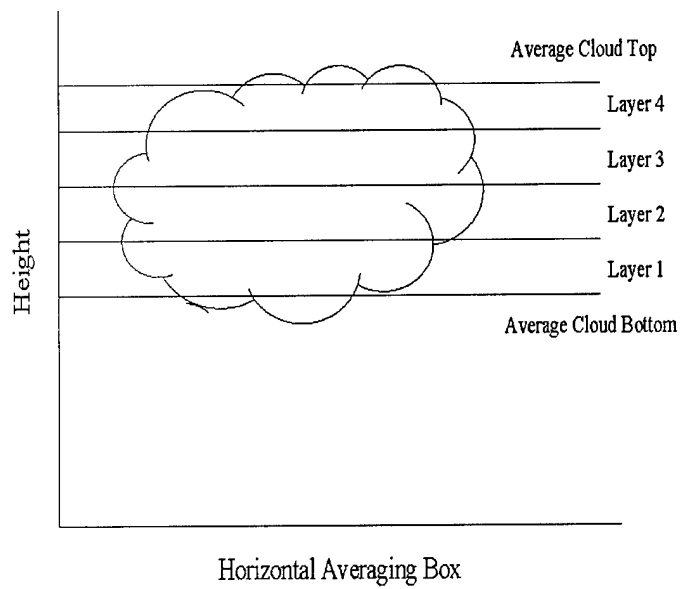 Average Cloud Top
Layer 4
Layer 3
Layer 2
Layer 1
Average Cloud Bottom
Height
Horizontal Averaging Box